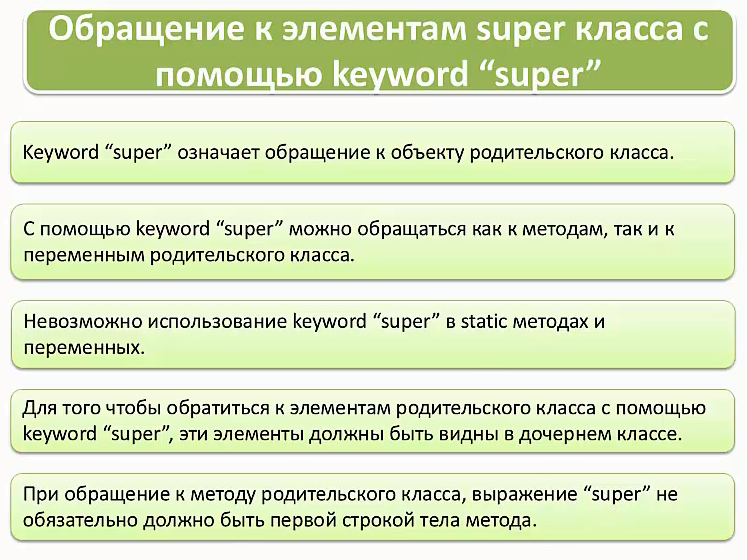 Обращение к элементам super класса с
помощью keyword “super”
Keyword “super” означает обращение к объекту родительского класса.
С помощью keyword “super” можно обращаться как к методам, так и к
переменным родительского класса.
Невозможно использование keyword “super” в static методах и
переменных.
Для того чтобы обратиться к элементам родительского класса с помощью
keyword “super”, эти элементы должны быть видны в дочернем классе.
При обращение к методу родительского класса, выражение “super” не
обязательно должно быть первой строкой тела метода.